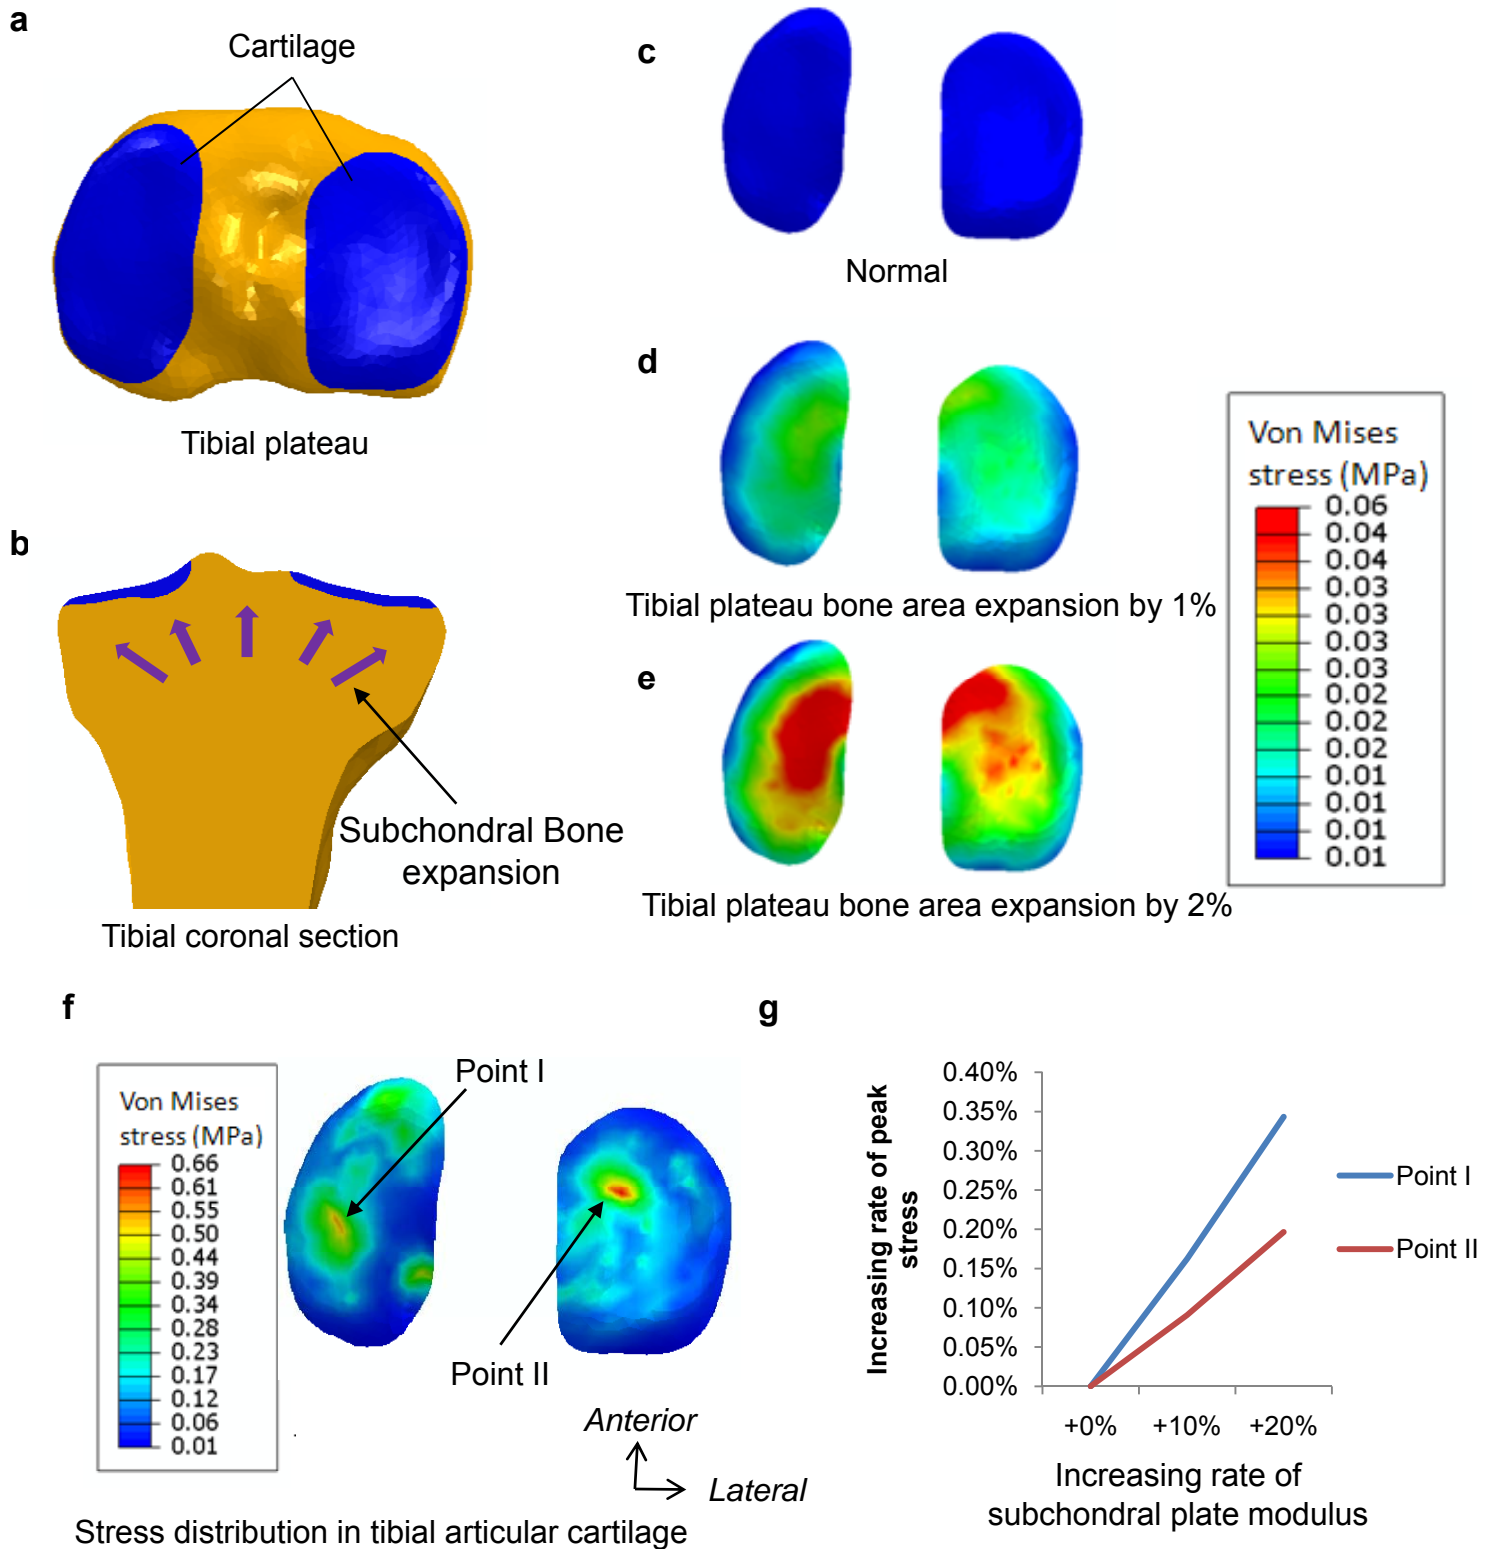 a
Cartilage
Tibial plateau
b
Subchondral Bone
expansion
Tibial coronal section
c
Normal
d
Tibial plateau bone area expansion by 1%
e
Tibial plateau bone area expansion by 2%
Von Mises
stress (MPa)
0.06
0.04
0.04
0.03
0.03
0.03
0.03
0.02
0.02
0.02
0.01
0.01
0.01
0.01
f
Von Mises
stress (MPa)
0.66
0.61
0.55
0.50
0.44
0.39
0.34
0.28
0.23
0.17
0.12
0.06
0.01
Point I
Point II
Anterior
Lateral
Stress distribution in tibial articular cartilage
g
Increasing rate of peak
stress
0.40%
0.35%
0.30%
0.25%
0.20%
0.15%
0.10%
0.05%
0.00%
+0%
+10%
+20%
Increasing rate of
subchondral plate modulus
Point I
Point II